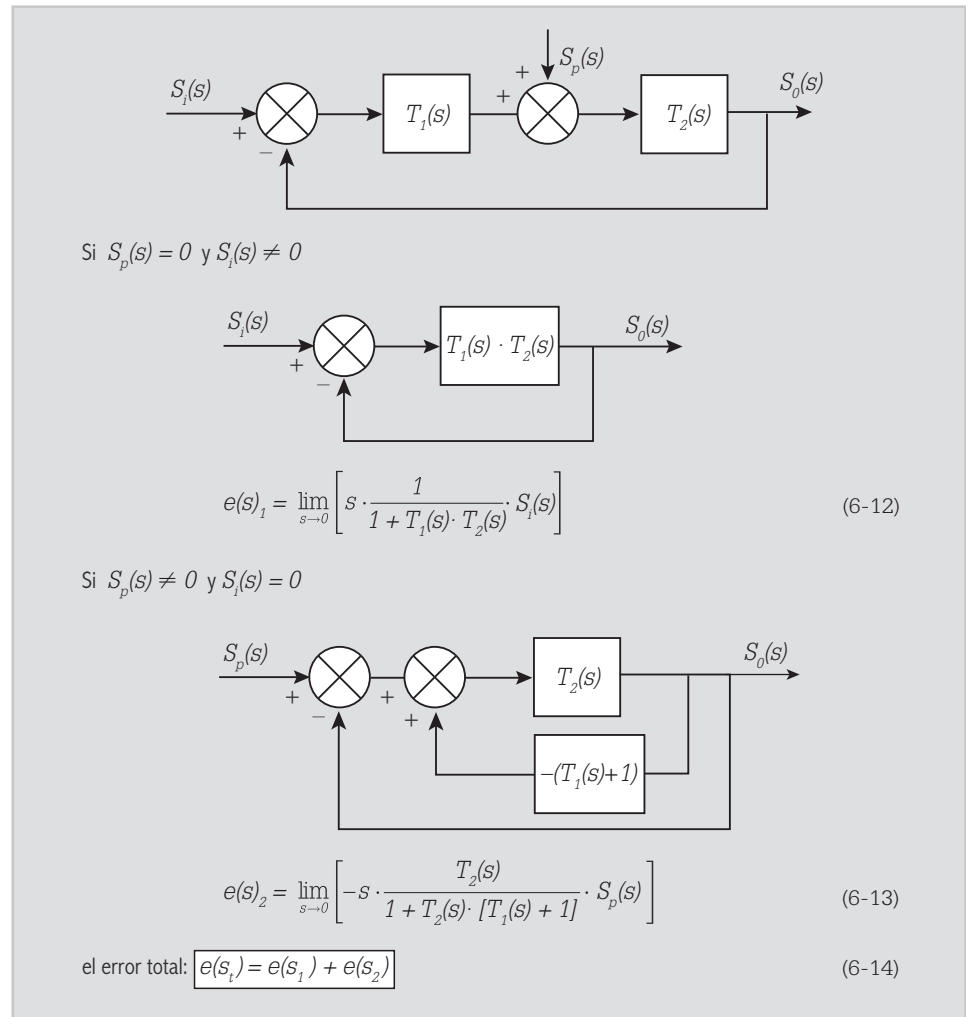 S_p(s)
S_i(s)
S_0(s)
+
+
T_1(s)
T_2(s)
+
−
Si S_p(s) = 0 y S_i(s) ≠ 0
S_i(s)
S_0(s)
T_1(s) · T_2(s)
+
−
e(s)_1 = lim_{s→0} [s · 1 / (1 + T_1(s) · T_2(s)) · S_i(s)] (6-12)
Si S_p(s) ≠ 0 y S_i(s) = 0
S_p(s)
S_0(s)
T_2(s)
+
+
−
+
−(T_1(s)+1)
e(s)_2 = lim_{s→0} [−s · T_2(s) / (1 + T_2(s) · [T_1(s) + 1]) · S_p(s)] (6-13)
el error total: e(s_t) = e(s_1) + e(s_2) (6-14)